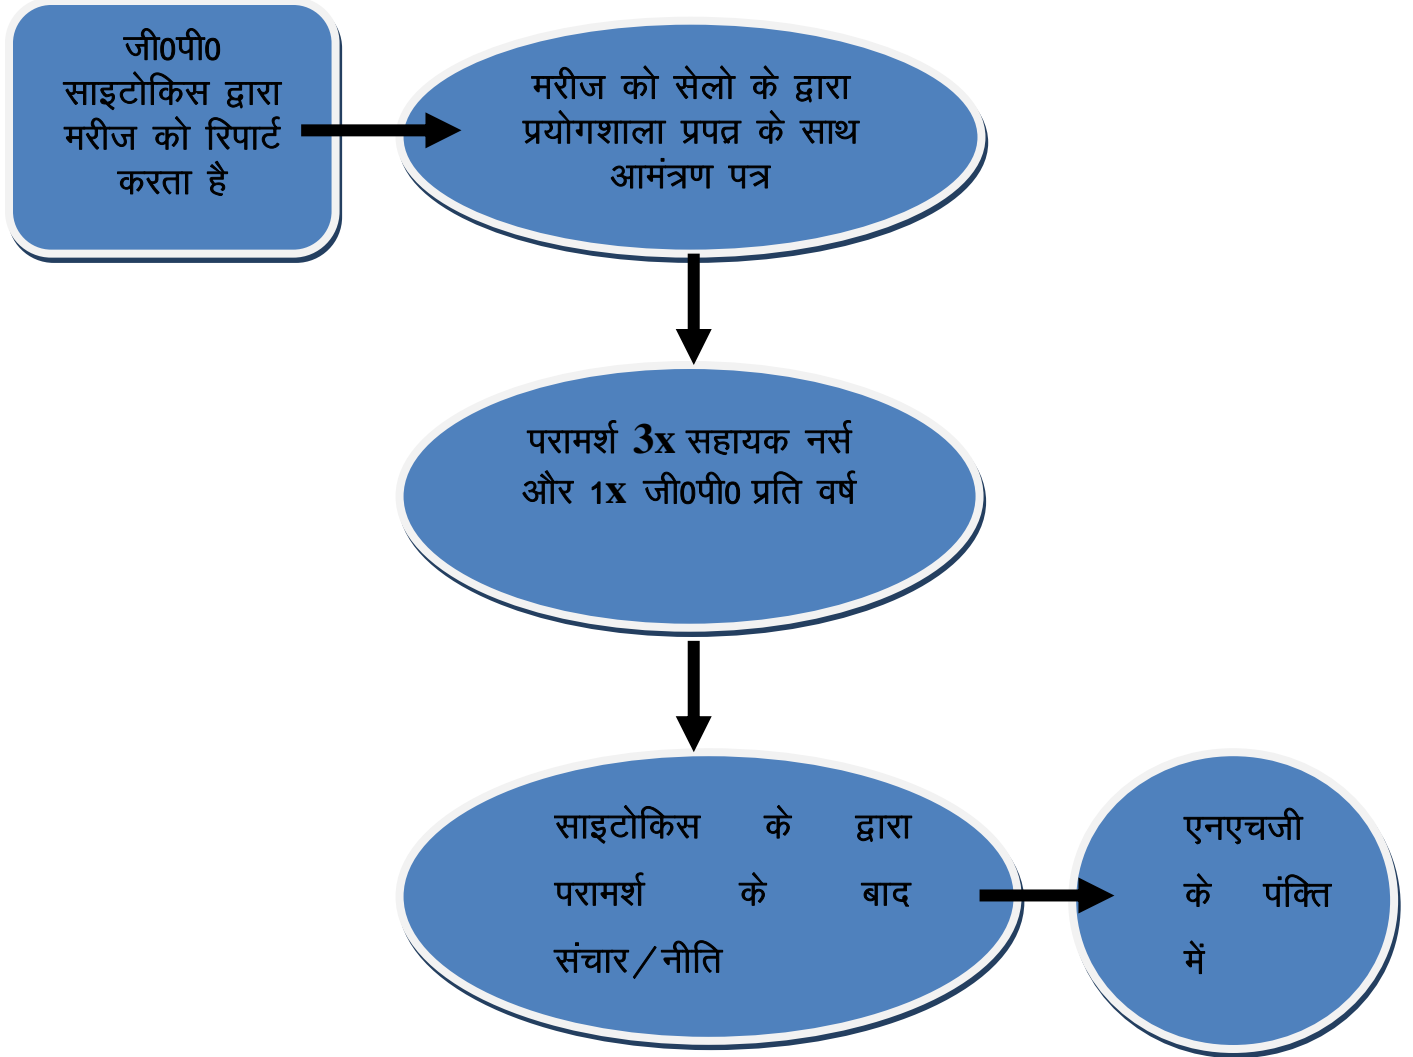 जी0पी0
साइटोकिस द्वारा
मरीज को रिपार्ट
करता है
मरीज को सेलो के द्वारा
प्रयोगशाला प्रपत्र के साथ
आमंत्रण पत्र
परामर्श 3x सहायक नर्स
और 1x जी0पी0 प्रति वर्ष
साइटोकिस के द्वारा
परामर्श के बाद
संचार/नीति
एनएचजी
के पंक्ति
में